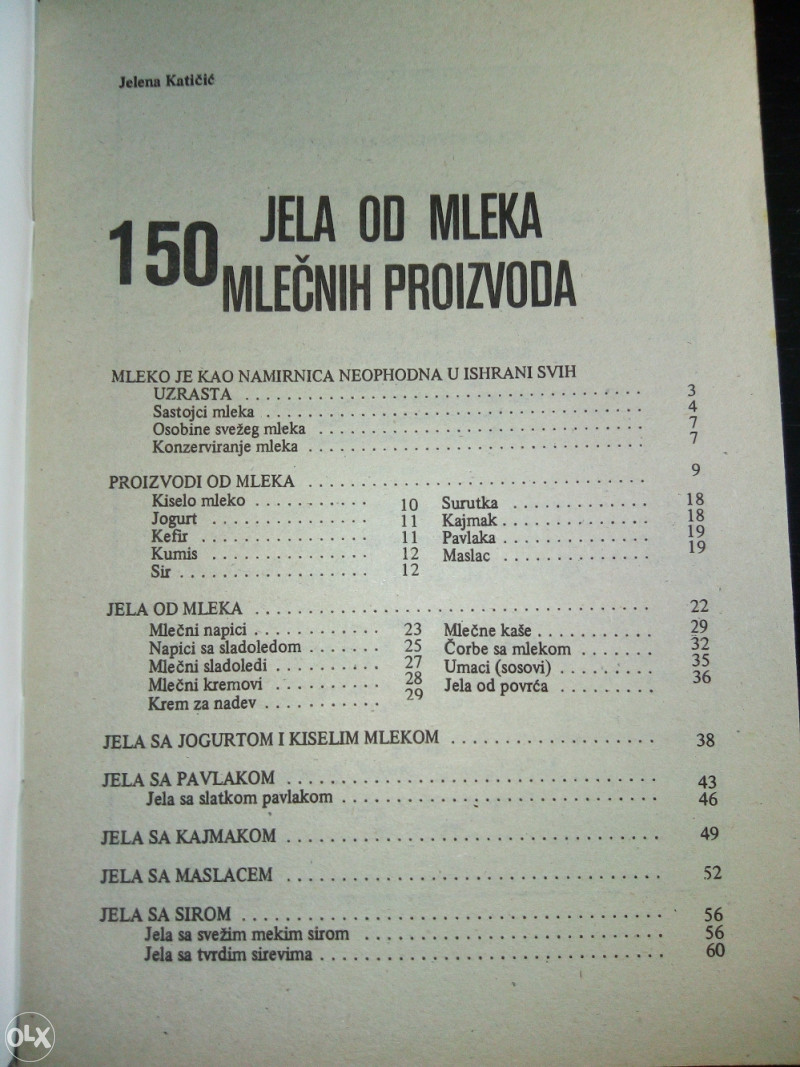 Jelena Katičić
150 JELA OD MLEKA
MLEČNIH PROIZVODA
MLEKO JE KAO NAMIRNICA NEOPHODNA U ISHRANI SVIH
UZRASTA . . . . . . . . . . . . . . . . . . . . 3
Sastojci mleka . . . . . . . . . . . . . . . . . . . . 4
Osobine svežeg mleka . . . . . . . . . . . . . . . . . . . . 7
Konzerviranje mleka . . . . . . . . . . . . . . . . . . . . 7
PROIZVODI OD MLEKA . . . . . . . . . . . . . . . . . . . . 9
Kiselo mleko . . . . . . . . . . 10
Jogurt . . . . . . . . . . 11
Kefir . . . . . . . . . . 11
Kumis . . . . . . . . . . 12
Sir . . . . . . . . . . 12
Surutka . . . . . . . . . . 18
Kajmak . . . . . . . . . . 18
Pavlaka . . . . . . . . . . 19
Maslac . . . . . . . . . . 19
JELA OD MLEKA . . . . . . . . . . . . . . . . . . . . 22
Mlečni napici . . . . . . . . . . 23
Napici sa sladoledom . . . . . . . 25
Mlečni sladoledi . . . . . . . . . . 27
Mlečni kremovi . . . . . . . . . . 28
Krem za nadev . . . . . . . . . . 29
Mlečne kaše . . . . . . . . . . 29
Čorbe sa mlekom . . . . . . . 32
Umaci (sosovi) . . . . . . . . 35
Jela od povrća . . . . . . . . 36
JELA SA JOGURTOM I KISELIM MLEKOM . . . . . . . . . . . . 38
JELA SA PAVLAKOM . . . . . . . . . . . . . . . . . . . . 43
Jela sa slatkom pavlakom . . . . . . . . . . . . . . . . . . . . 46
JELA SA KAJMAKOM . . . . . . . . . . . . . . . . . . . . 49
JELA SA MASLACEM . . . . . . . . . . . . . . . . . . . . 52
JELA SA SIROM . . . . . . . . . . . . . . . . . . . . 56
Jela sa svežim mekim sirom . . . . . . . . . . . . . . . . . . 56
Jela sa tvrdim sirevima . . . . . . . . . . . . . . . . . . . . 60
OLX